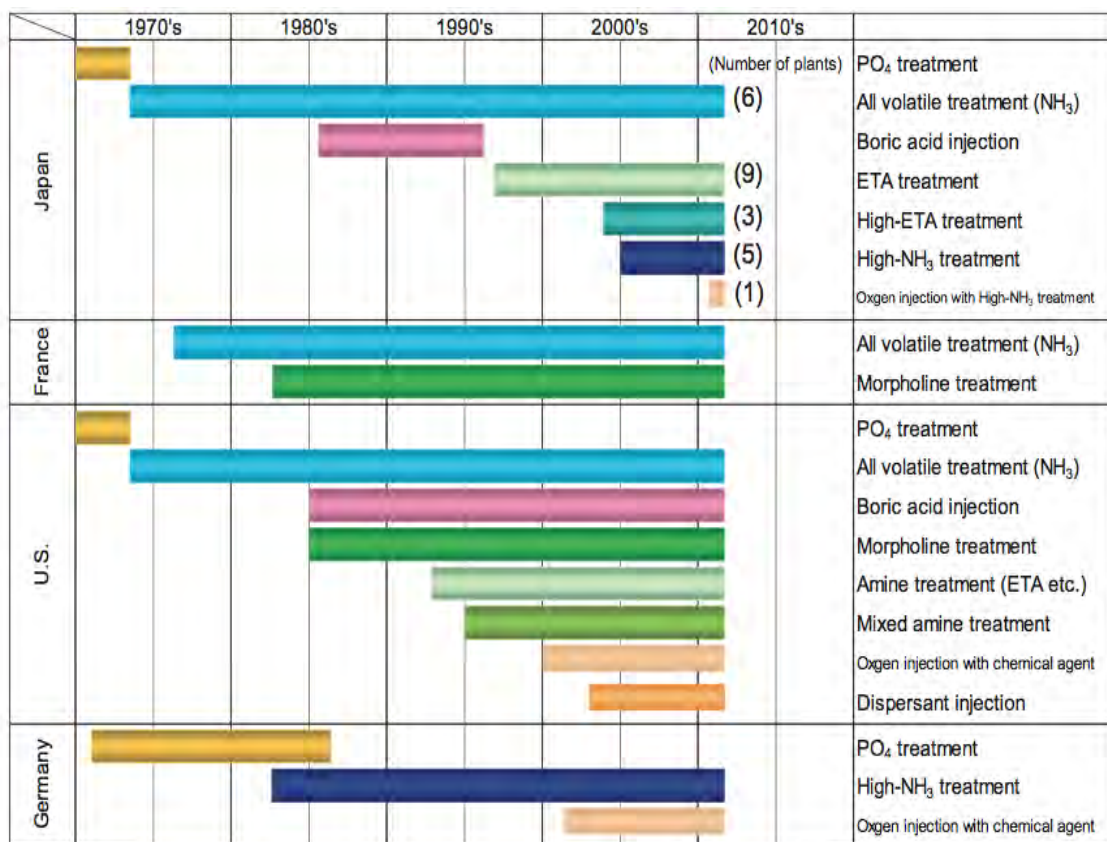 1970's 1980's 1990's 2000's 2010's
Japan
(Number of plants) PO₄ treatment
(6) All volatile treatment (NH₃)
Boric acid injection
(9) ETA treatment
(3) High-ETA treatment
(5) High-NH₃ treatment
(1) Oxgen injection with High-NH₃ treatment
France
All volatile treatment (NH₃)
Morpholine treatment
U.S.
PO₄ treatment
All volatile treatment (NH₃)
Boric acid injection
Morpholine treatment
Amine treatment (ETA etc.)
Mixed amine treatment
Oxgen injection with chemical agent
Dispersant injection
Germany
PO₄ treatment
High-NH₃ treatment
Oxgen injection with chemical agent